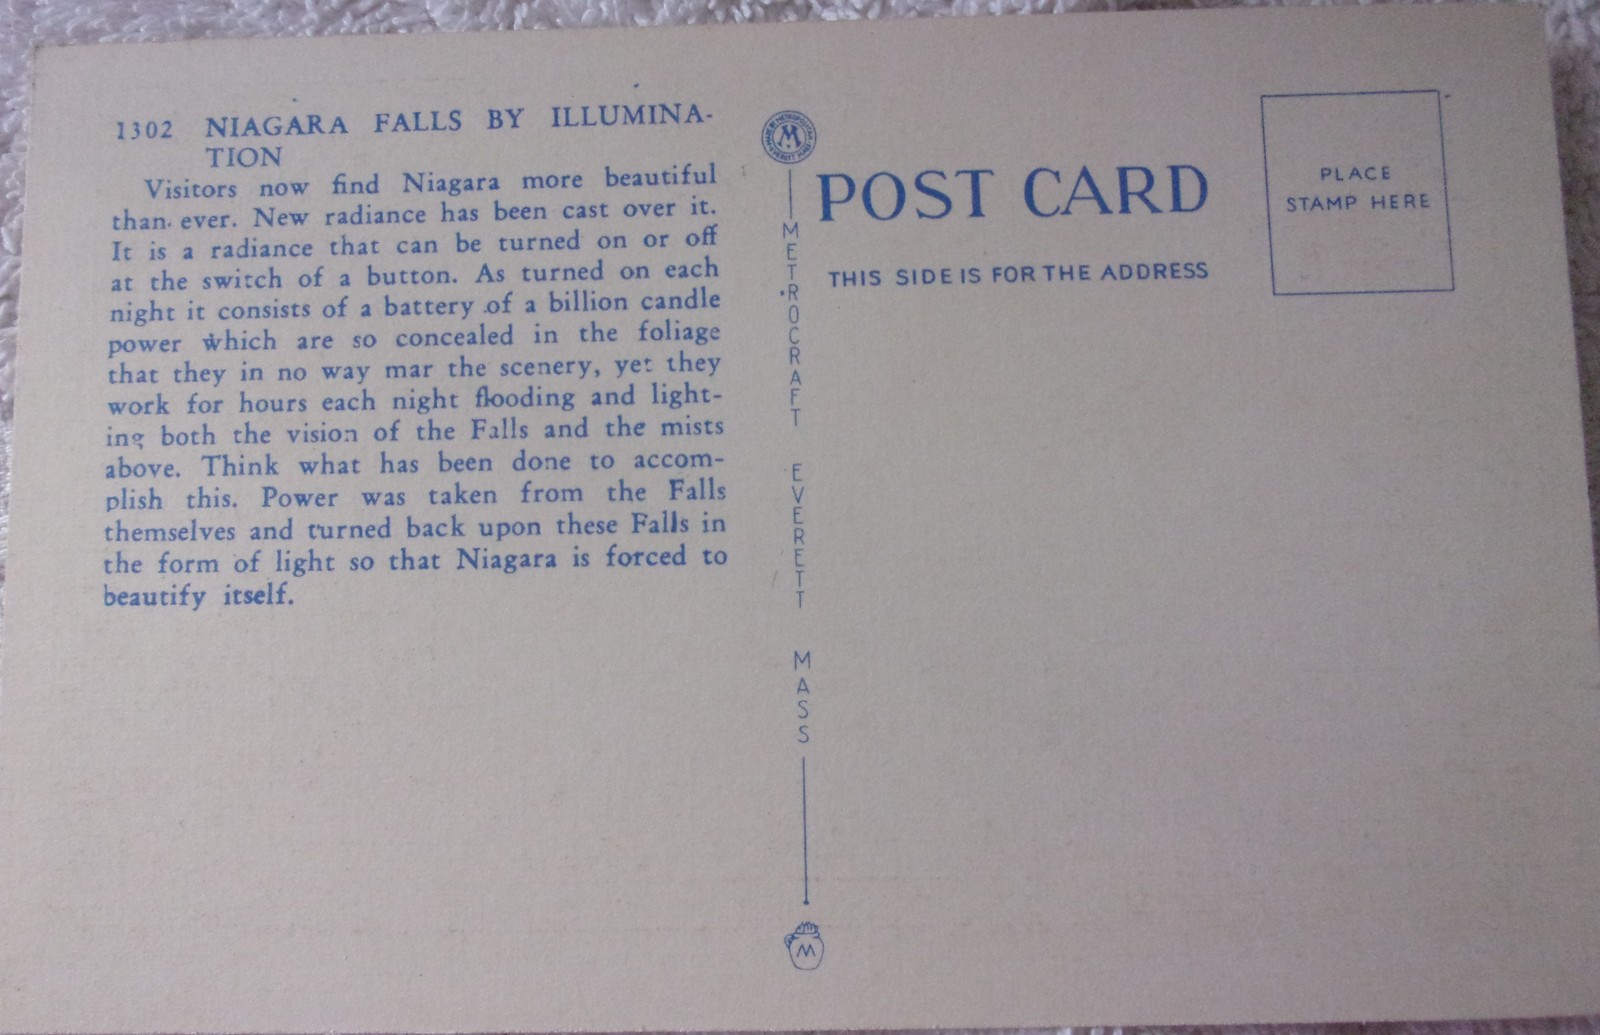 1302 NIAGARA FALLS BY ILLUMINA-
TION
Visitors now find Niagara more beautiful
than ever. New radiance has been cast over it.
It is a radiance that can be turned on or off
at the switch of a button. As turned on each
night it consists of a battery of a billion candle
power which are so concealed in the foliage
that they in no way mar the scenery, yet they
work for hours each night flooding and light-
ing both the vision of the Falls and the mists
above. Think what has been done to accom-
plish this. Power was taken from the Falls
themselves and turned back upon these Falls in
the form of light so that Niagara is forced to
beautify itself.
MADE BY METROPOLITAN
EVERETT MASS
M
METROCRAFT EVERETT MASS
M
POST CARD
THIS SIDE IS FOR THE ADDRESS
PLACE
STAMP HERE